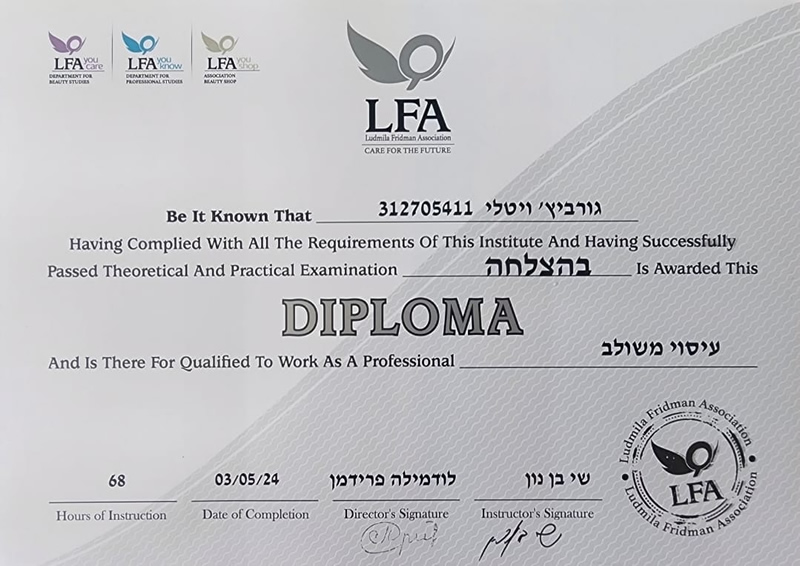 LFA you care
DEPARTMENT FOR
BEAUTY STUDIES
LFA you know
DEPARTMENT FOR
PROFESSIONAL STUDIES
LFA you shop
ASSOCIATION
BEAUTY SHOP
LFA
Ludmila Fridman Association
CARE FOR THE FUTURE
Be It Known That גורביץ' ויטלי 312705411
Having Complied With All The Requirements Of This Institute And Having Successfully
Passed Theoretical And Practical Examination בהצלחה Is Awarded This
DIPLOMA
And Is There For Qualified To Work As A Professional עיסוי משולב
68
Hours of Instruction
03/05/24
Date of Completion
לודמילה פרידמן
Director's Signature
שי בן נון
Instructor's Signature
Ludmila Fridman Association
LFA
Ludmila Fridman Association